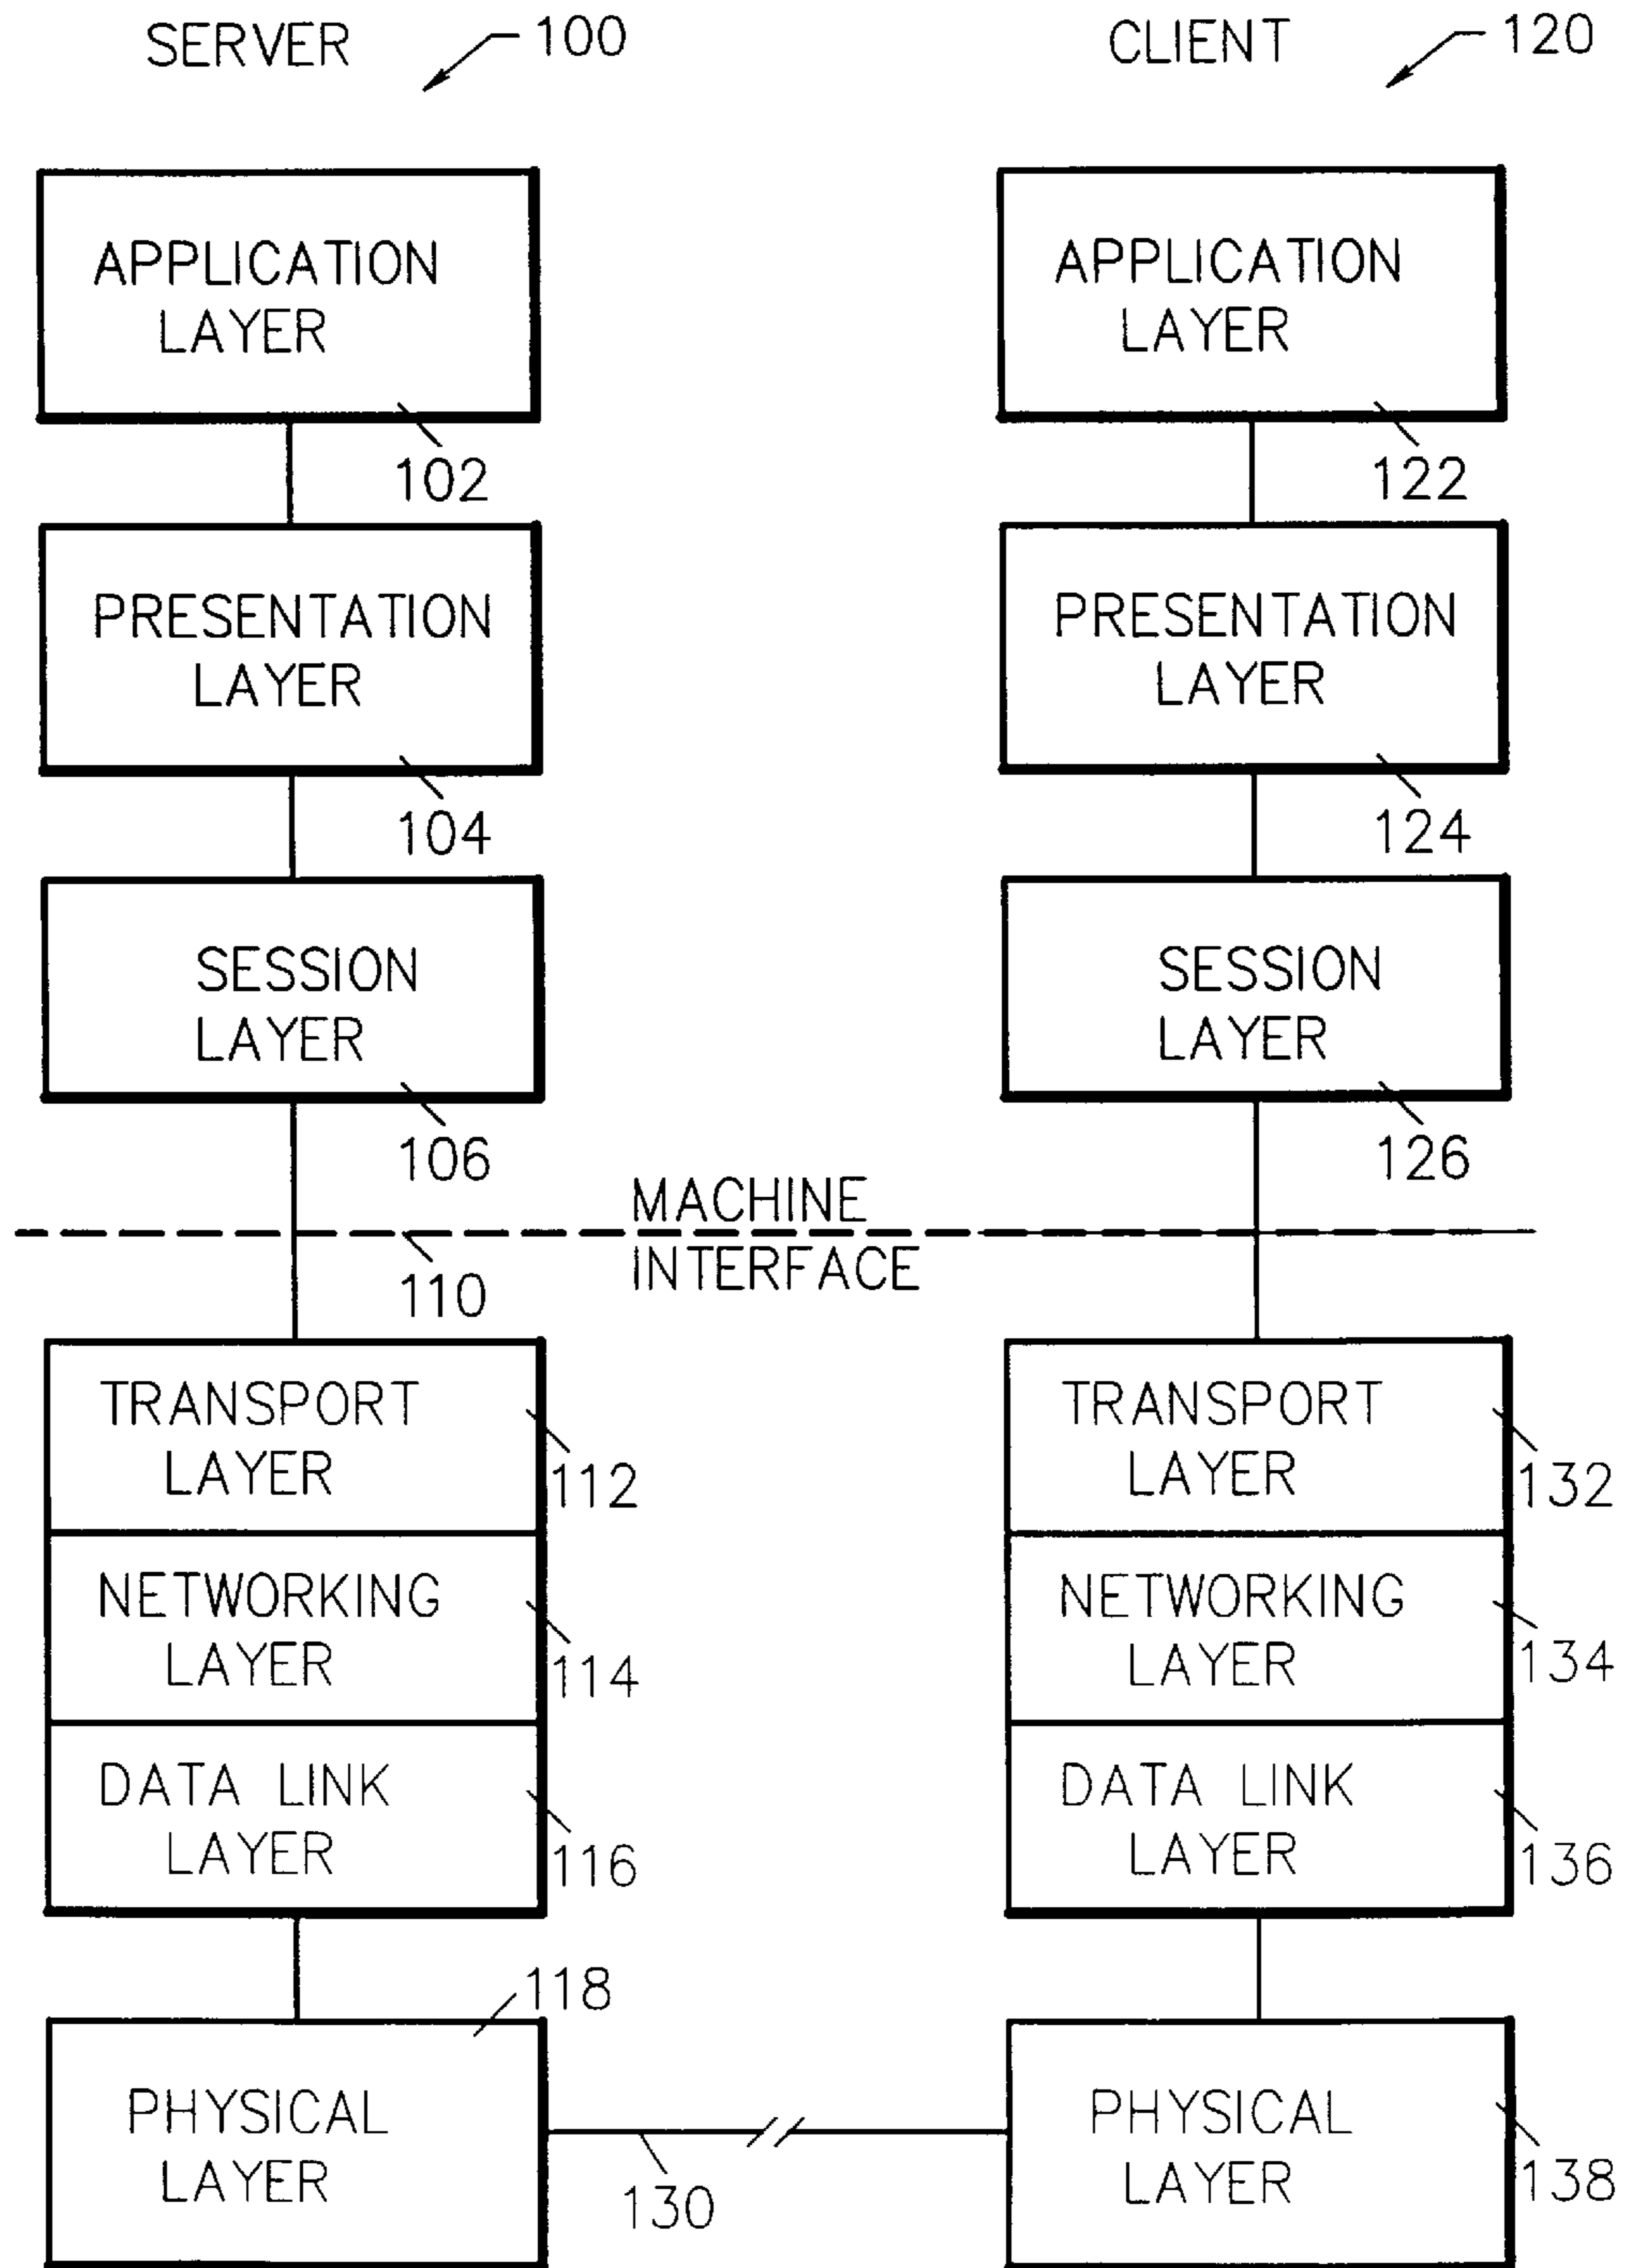 SERVER
100
CLIENT
120
APPLICATION
LAYER
102
APPLICATION
LAYER
122
PRESENTATION
LAYER
104
PRESENTATION
LAYER
124
SESSION
LAYER
106
SESSION
LAYER
126
MACHINE
INTERFACE
110
TRANSPORT
LAYER
112
TRANSPORT
LAYER
132
NETWORKING
LAYER
114
NETWORKING
LAYER
134
DATA LINK
LAYER
116
DATA LINK
LAYER
136
118
PHYSICAL
LAYER
130
PHYSICAL
LAYER
138